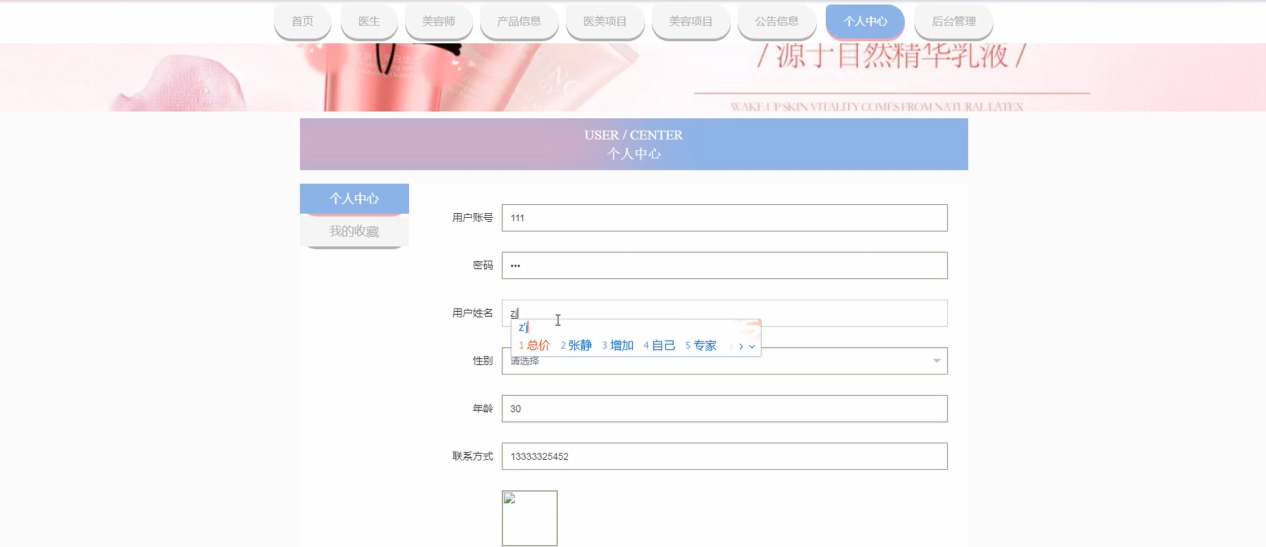 首页 医生 美容师 产品信息 医美项目 美容项目 公告信息 个人中心 后台管理
/ 源于自然精华乳液 /
WAKE UP SKIN VITALITY COMES FROM NATURAL LATEX
USER / CENTER
个人中心
个人中心
我的收藏
用户账号 111
密码 •••
用户姓名 zj
z'j
1 总价 2 张静 3 增加 4 自己 5 专家
性别 请选择
年龄 30
联系方式 13333325452